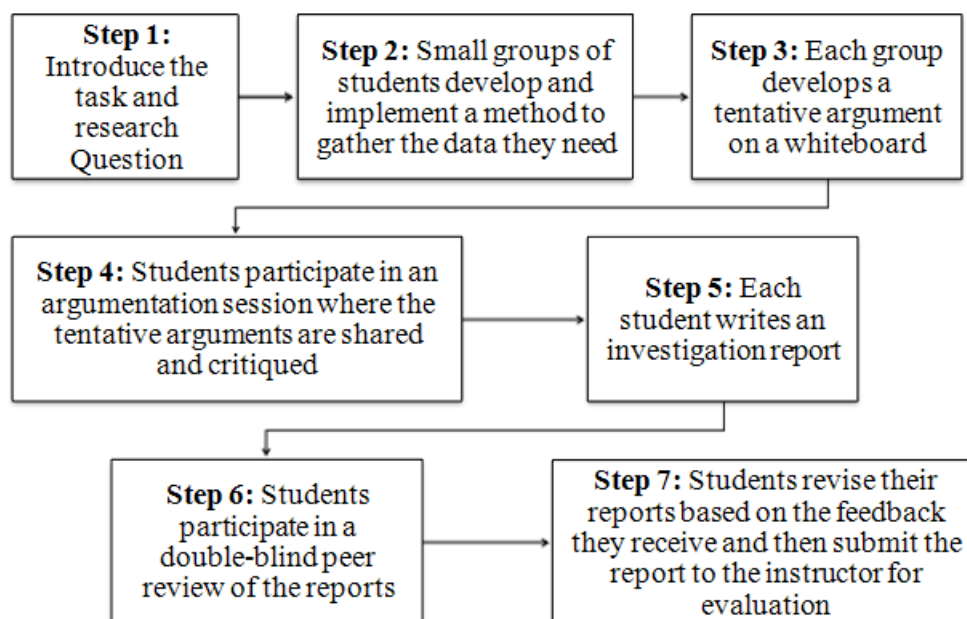 Step 1:
Introduce the
task and
research
Question
Step 2: Small groups of
students develop and
implement a method to
gather the data they need
Step 3: Each group
develops a
tentative argument
on a whiteboard
Step 4: Students participate in an
argumentation session where the
tentative arguments are shared
and critiqued
Step 5: Each
student writes an
investigation report
Step 6: Students
participate in a
double-blind peer
review of the reports
Step 7: Students revise their
reports based on the feedback
they receive and then submit the
report to the instructor for
evaluation